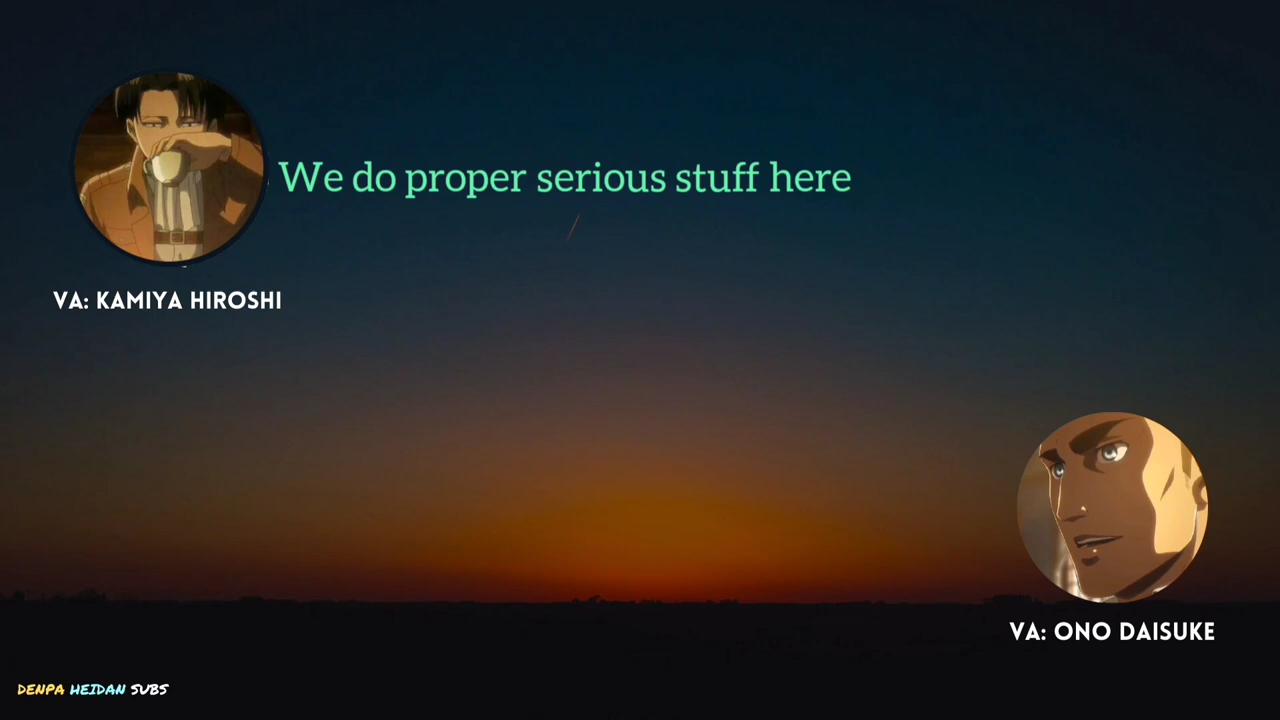 We do proper serious stuff here
VA: KAMIYA HIROSHI
VA: ONO DAISUKE
DENPA HEIDAN SUBS